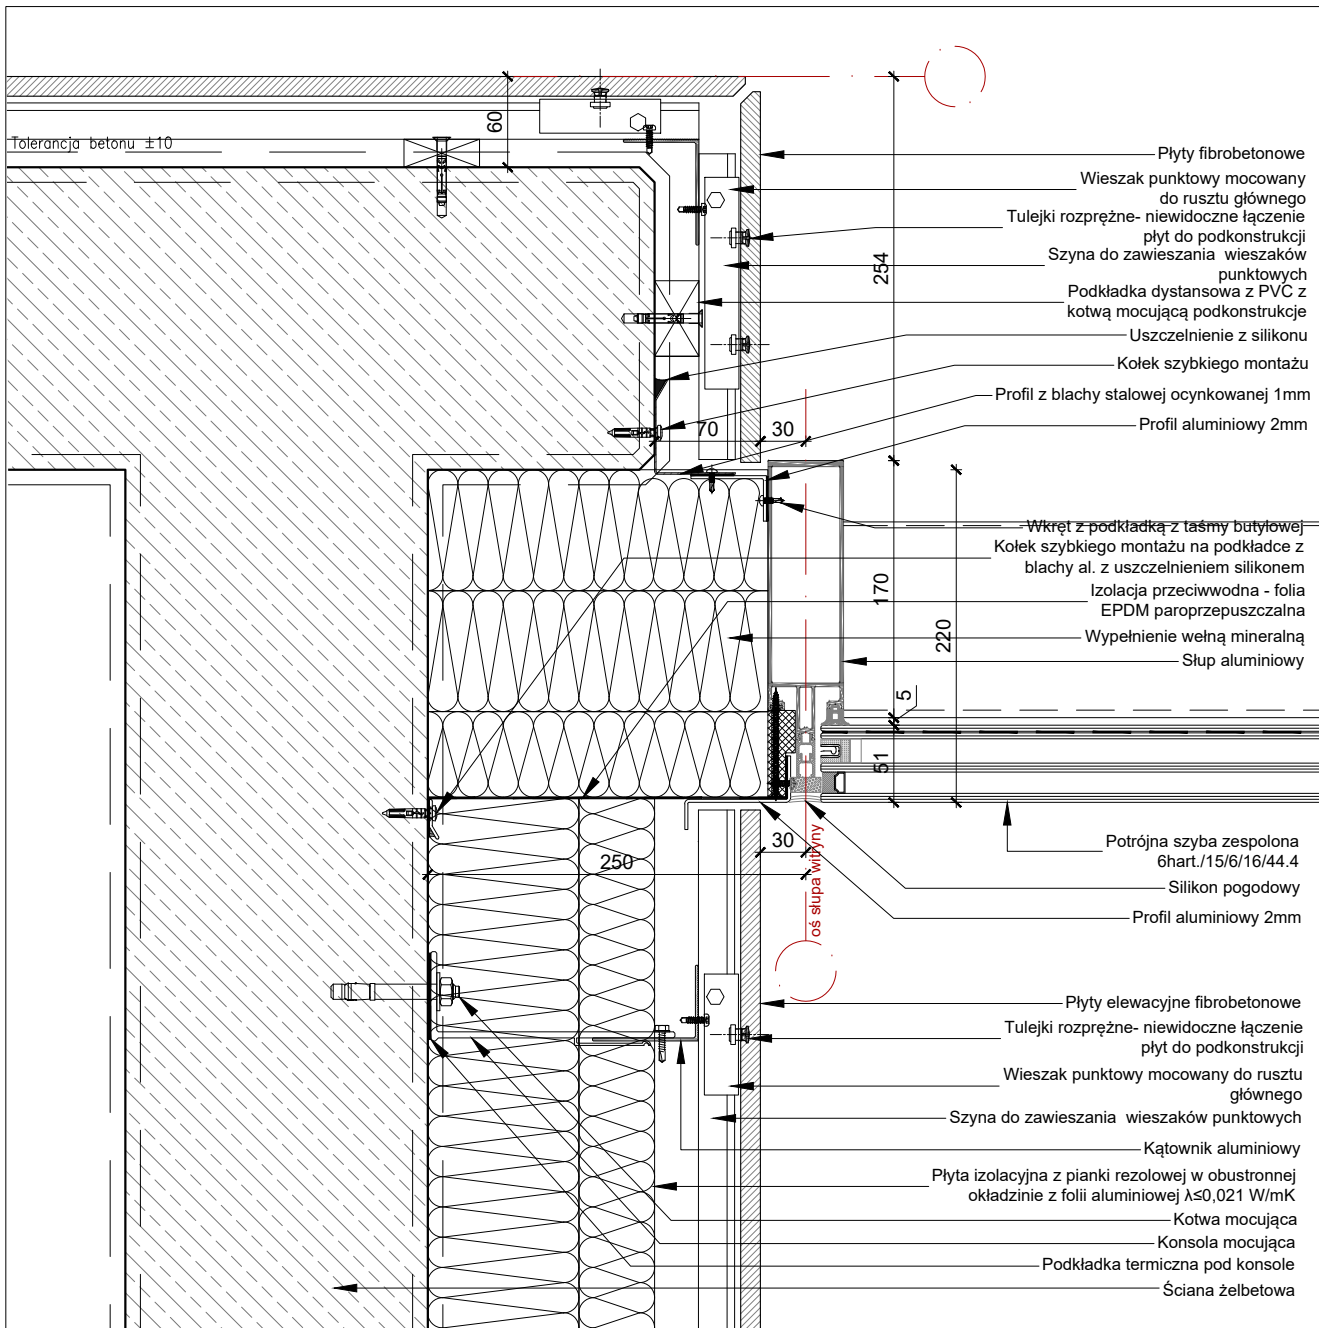 Tolerancja betonu ±10
60
254
70
30
170
220
5
51
30
250
oś słupa witryny
Płyty fibrobetonowe
Wieszak punktowy mocowany
do rusztu głównego
Tulejki rozprężne- niewidoczne łączenie
płyt do podkonstrukcji
Szyna do zawieszania wieszaków
punktowych
Podkładka dystansowa z PVC z
kotwą mocującą podkonstrukcje
Uszczelnienie z silikonu
Kołek szybkiego montażu
Profil z blachy stalowej ocynkowanej 1mm
Profil aluminiowy 2mm
Wkręt z podkładką z taśmy butylowej
Kołek szybkiego montażu na podkładce z
blachy al. z uszczelnieniem silikonem
Izolacja przeciwwodna - folia
EPDM paroprzepuszczalna
Wypełnienie wełną mineralną
Słup aluminiowy
Potrójna szyba zespolona
6hart./15/6/16/44.4
Silikon pogodowy
Profil aluminiowy 2mm
Płyty elewacyjne fibrobetonowe
Tulejki rozprężne- niewidoczne łączenie
płyt do podkonstrukcji
Wieszak punktowy mocowany do rusztu
głównego
Szyna do zawieszania wieszaków punktowych
Kątownik aluminiowy
Płyta izolacyjna z pianki rezolowej w obustronnej
okładzinie z folii aluminiowej λ≤0,021 W/mK
Kotwa mocująca
Konsola mocująca
Podkładka termiczna pod konsole
Ściana żelbetowa